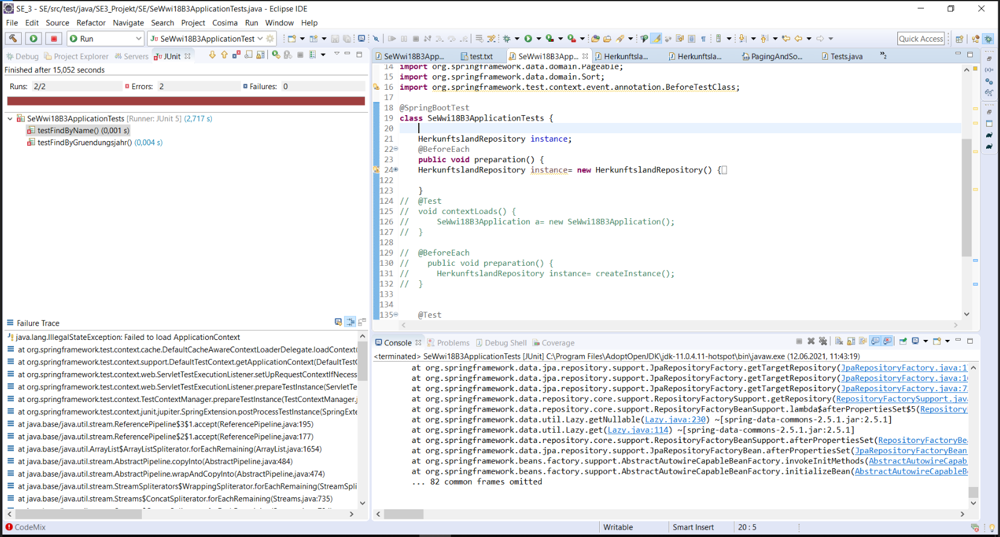 SE_3 - SE/src/test/java/SE3_Projekt/SE/SeWwi18B3ApplicationTests.java - Eclipse IDE
File Edit Source Refactor Navigate Search Project Cosima Run Window Help
Run
Ju SeWwi18B3ApplicationTest
Quick Access
Debug Project Explorer Servers JUnit
SeWwi18B3App... test.txt SeWwi18B3App... Herkunftsla... Herkunftsla... PagingAndSo... Tests.java »2
Finished after 15,052 seconds
Runs: 2/2 Errors: 2 Failures: 0
SeWwi18B3ApplicationTests [Runner: JUnit 5] (2,717 s)
testFindByName() (0,001 s)
testFindByGruendungsjahr() (0,004 s)
14 import org.springframework.data.domain.Pageable;
15 import org.springframework.data.domain.Sort;
16 import org.springframework.test.context.event.annotation.BeforeTestClass;
17
18 @SpringBootTest
19 class SeWwi18B3ApplicationTests {
20
21 HerkunftslandRepository instance;
22 @BeforeEach
23 public void preparation() {
24 HerkunftslandRepository instance= new HerkunftslandRepository() {
122
123 }
124 // @Test
125 // void contextLoads() {
126 // SeWwi18B3Application a= new SeWwi18B3Application();
127 // }
128
129 // @BeforeEach
130 // public void preparation() {
131 // HerkunftslandRepository instance= createInstance();
132 // }
133
134
135 @Test
Failure Trace
java.lang.IllegalStateException: Failed to load ApplicationContext
at org.springframework.test.context.cache.DefaultCacheAwareContextLoaderDelegate.loadContext(
at org.springframework.test.context.support.DefaultTestContext.getApplicationContext(DefaultTest
at org.springframework.test.context.web.ServletTestExecutionListener.setUpRequestContextIfNecess
at org.springframework.test.context.web.ServletTestExecutionListener.prepareTestInstance(ServletTe
at org.springframework.test.context.TestContextManager.prepareTestInstance(TestContextManager.j
at org.springframework.test.context.junit.jupiter.SpringExtension.postProcessTestInstance(SpringExte
at java.base/java.util.stream.ReferencePipeline$3$1.accept(ReferencePipeline.java:195)
at java.base/java.util.stream.ReferencePipeline$2$1.accept(ReferencePipeline.java:177)
at java.base/java.util.ArrayList$ArrayListSpliterator.forEachRemaining(ArrayList.java:1654)
at java.base/java.util.stream.AbstractPipeline.copyInto(AbstractPipeline.java:484)
at java.base/java.util.stream.AbstractPipeline.wrapAndCopyInto(AbstractPipeline.java:474)
at java.base/java.util.stream.StreamSpliterators$WrappingSpliterator.forEachRemaining(StreamSpli
at java.base/java.util.stream.Streams$ConcatSpliterator.forEachRemaining(Streams.java:735)
Console Problems Debug Shell Coverage
<terminated> SeWwi18B3ApplicationTests [JUnit] C:\Program Files\AdoptOpenJDK\jdk-11.0.4.11-hotspot\bin\javaw.exe (12.06.2021, 11:43:19)
at org.springframework.data.jpa.repository.support.JpaRepositoryFactory.getTargetRepository(JpaRepositoryFactory.java:1
at org.springframework.data.jpa.repository.support.JpaRepositoryFactory.getTargetRepository(JpaRepositoryFactory.java:1
at org.springframework.data.jpa.repository.support.JpaRepositoryFactory.getTargetRepository(JpaRepositoryFactory.java:7
at org.springframework.data.repository.core.support.RepositoryFactorySupport.getRepository(RepositoryFactorySupport.jav
at org.springframework.data.repository.core.support.RepositoryFactoryBeanSupport.lambda$afterPropertiesSet$5(Repository
at org.springframework.data.util.Lazy.getNullable(Lazy.java:230) ~[spring-data-commons-2.5.1.jar:2.5.1]
at org.springframework.data.util.Lazy.get(Lazy.java:114) ~[spring-data-commons-2.5.1.jar:2.5.1]
at org.springframework.data.repository.core.support.RepositoryFactoryBeanSupport.afterPropertiesSet(RepositoryFactoryBe
at org.springframework.data.jpa.repository.support.JpaRepositoryFactoryBean.afterPropertiesSet(JpaRepositoryFactoryBean
at org.springframework.beans.factory.support.AbstractAutowireCapableBeanFactory.invokeInitMethods(AbstractAutowireCapab
at org.springframework.beans.factory.support.AbstractAutowireCapableBeanFactory.initializeBean(AbstractAutowireCapableB
... 82 common frames omitted
CodeMix
Writable Smart Insert 20 : 5